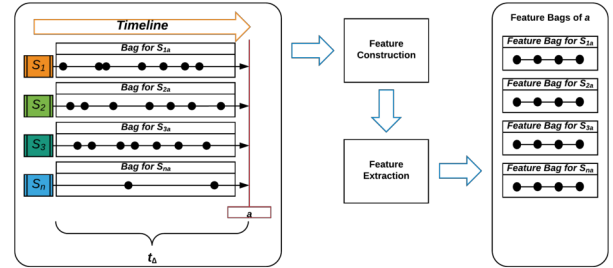 Timeline
Bag for S1a
S1
Bag for S2a
S2
Bag for S3a
S3
Bag for Sna
Sn
a
tΔ
Feature
Construction
Feature
Extraction
Feature Bags of a
Feature Bag for S1a
Feature Bag for S2a
Feature Bag for S3a
Feature Bag for Sna